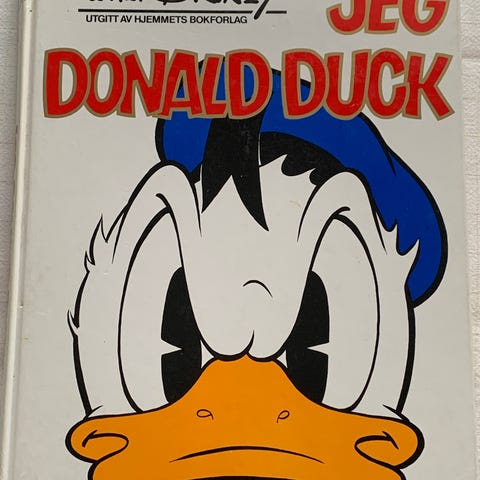 UTGITT AV HJEMMETS BOKFORLAG
JEG
DONALD DUCK